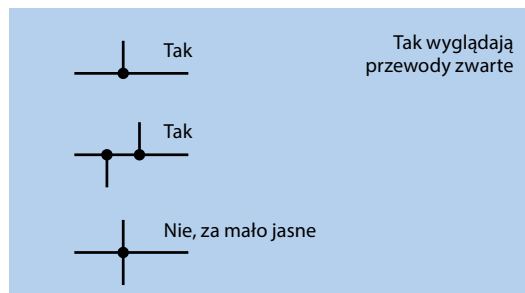 Tak
Tak wyglądają
przewody zwarte
Tak
Nie, za mało jasne